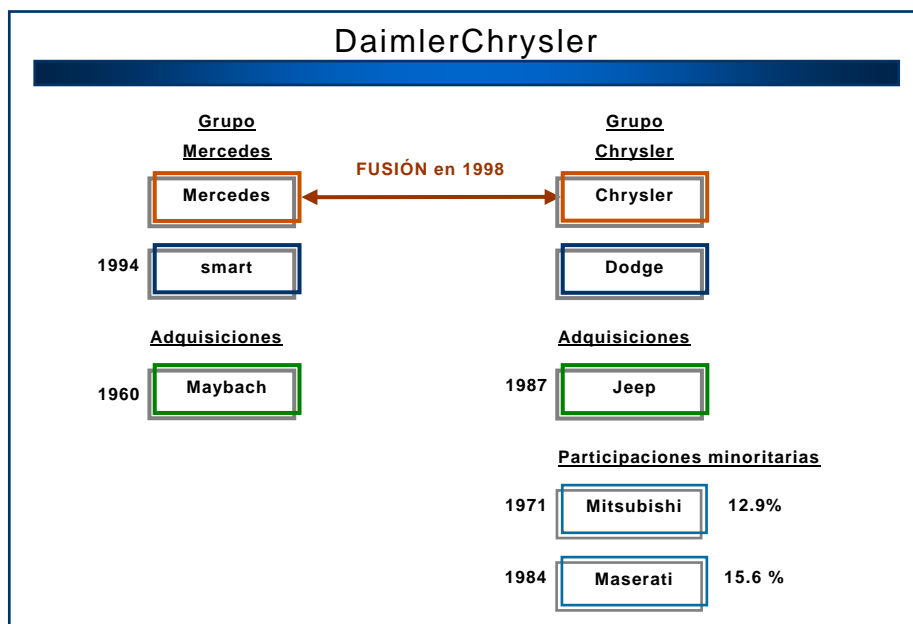 DaimlerChrysler
Grupo
Mercedes
Grupo
Chrysler
FUSIÓN en 1998
Mercedes
Chrysler
1994
smart
Dodge
Adquisiciones
Adquisiciones
1960
Maybach
1987
Jeep
Participaciones minoritarias
1971
Mitsubishi
12.9%
1984
Maserati
15.6 %